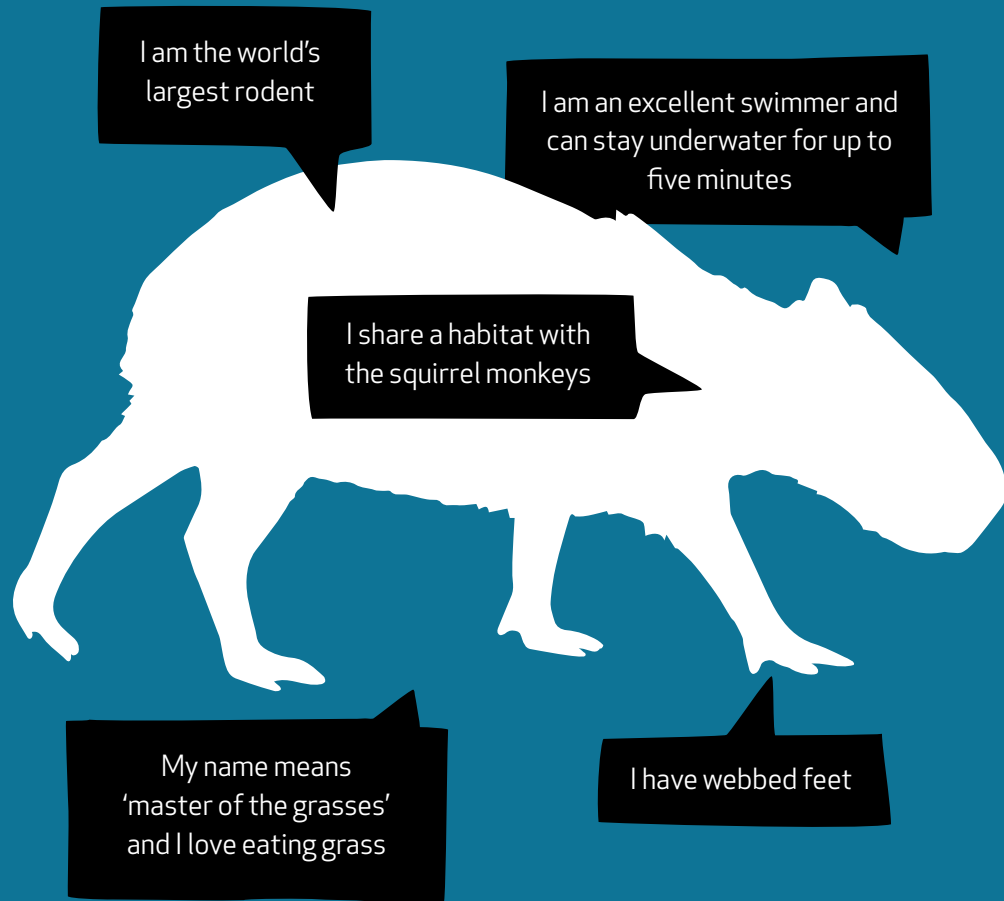 I am the world’s
largest rodent
I am an excellent swimmer and
can stay underwater for up to
five minutes
I share a habitat with
the squirrel monkeys
My name means
‘master of the grasses’
and I love eating grass
I have webbed feet